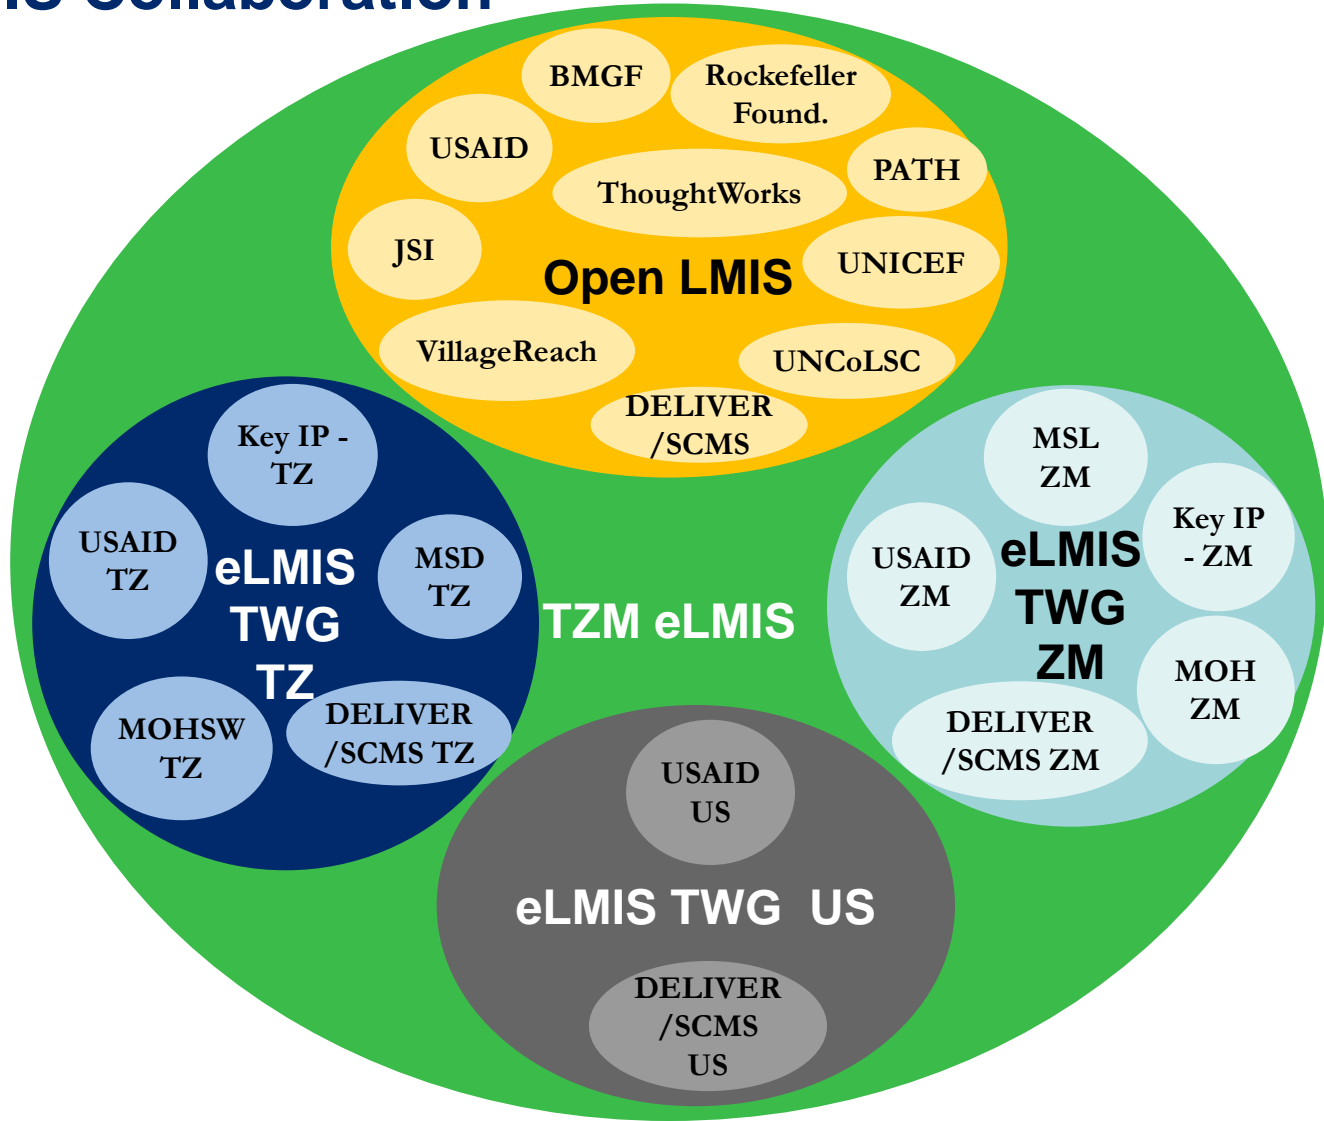 Collaboration
BMGF
Rockefeller
Found.
USAID
PATH
ThoughtWorks
JSI
UNICEF
Open LMIS
VillageReach
UNCoLSC
DELIVER
/SCMS
Key IP -
TZ
USAID
TZ
MSD
TZ
eLMIS
TWG
TZ
MOHSW
TZ
DELIVER
/SCMS TZ
TZM eLMIS
MSL
ZM
Key IP
- ZM
USAID
ZM
eLMIS
TWG
ZM
MOH
ZM
DELIVER
/SCMS ZM
USAID
US
eLMIS TWG  US
DELIVER
/SCMS
US